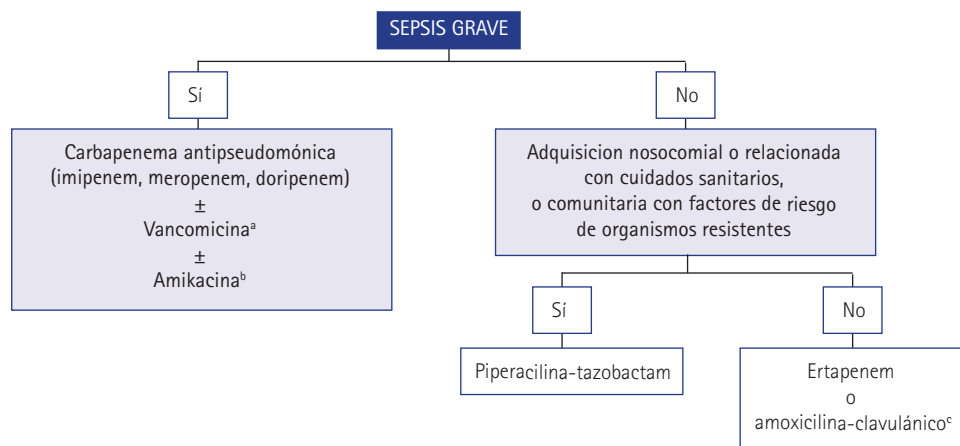 SEPSIS GRAVE
Sí
No
Carbapenema antipseudomónica
(imipenem, meropenem, doripenem)
±
Vancomicinaᵃ
±
Amikacinaᵇ
Adquisicion nosocomial o relacionada
con cuidados sanitarios,
o comunitaria con factores de riesgo
de organismos resistentes
Sí
No
Piperacilina-tazobactam
Ertapenem
o
amoxicilina-clavulánicoᶜ